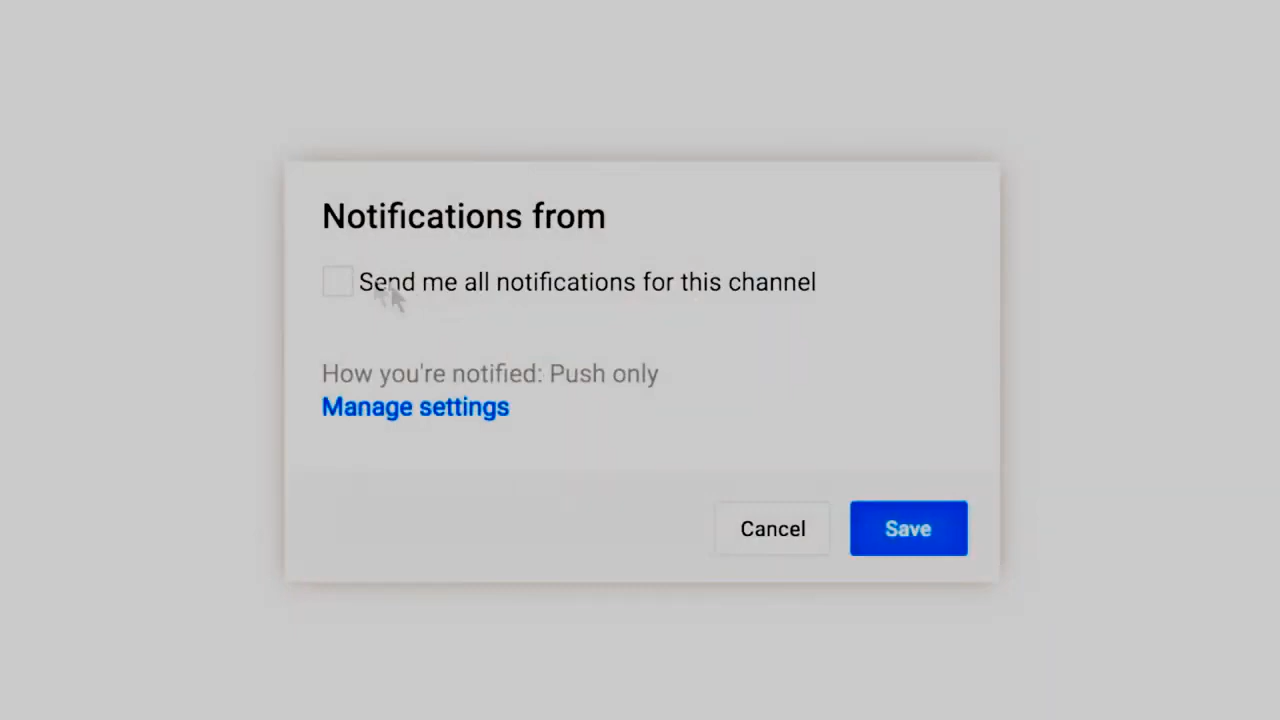 Notifications from
Send me all notifications for this channel
How you're notified: Push only
Manage settings
Cancel
Save